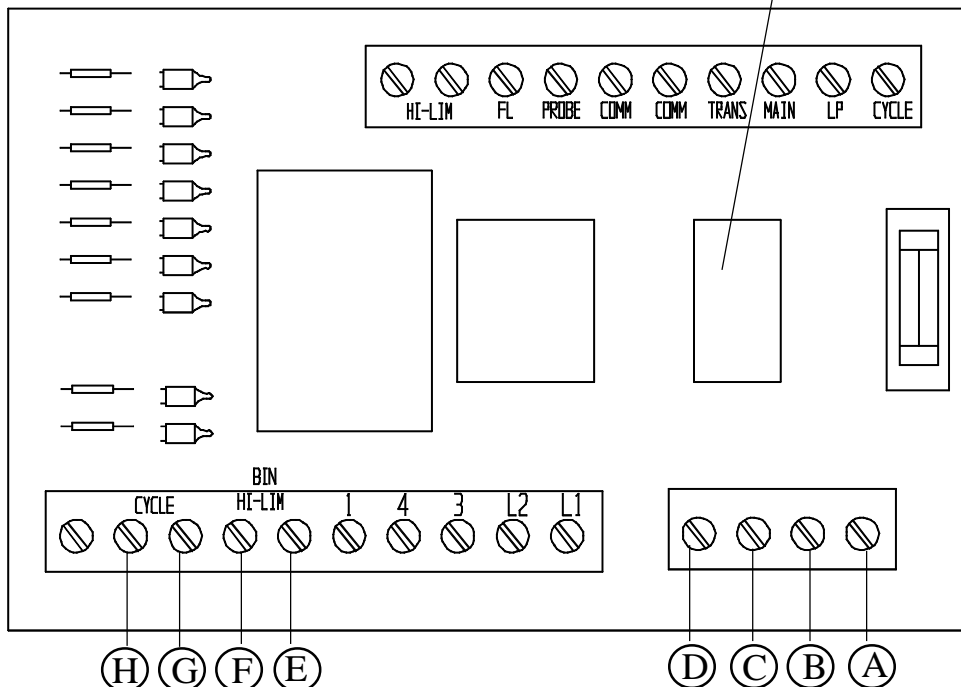 HI-LIM FL PROBE COMM COMM TRANS MAIN LP CYCLE
BIN
CYCLE HI-LIM 1 4 3 L2 L1
H G F E D C B A